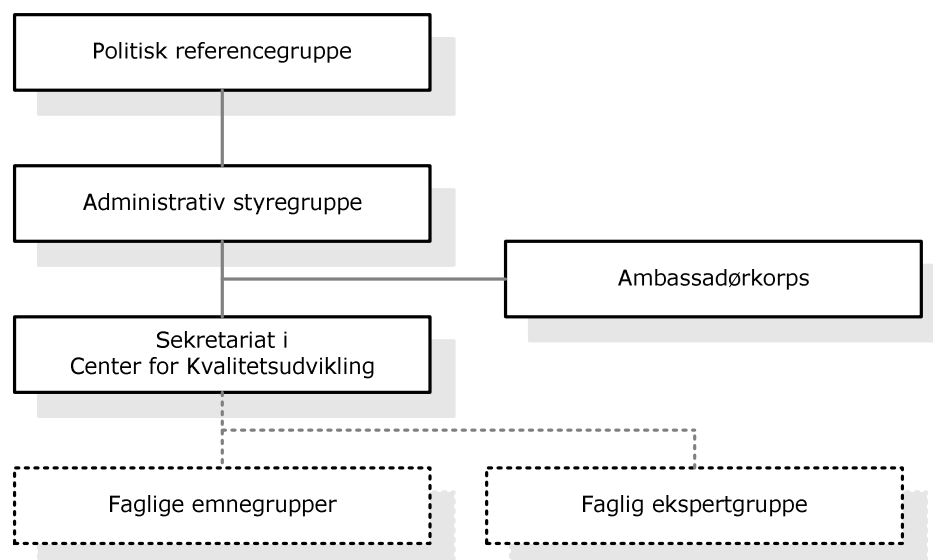 Politisk referencegruppe
Administrativ styregruppe
Ambassadørkorps
Sekretariat i
Center for Kvalitetsudvikling
Faglige emnegrupper
Faglig ekspertgruppe